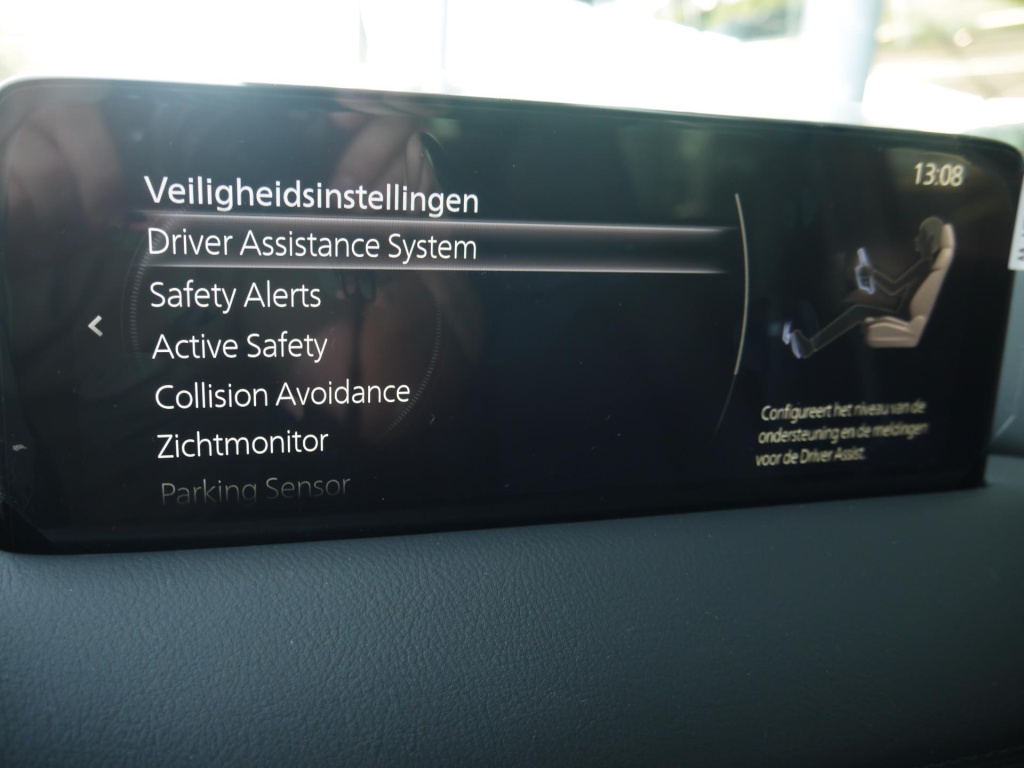 13:08
Veiligheidsinstellingen
Driver Assistance System
Safety Alerts
Active Safety
Collision Avoidance
Zichtmonitor
Parking Sensor
Configureert het niveau van de
ondersteuning en de meldingen
voor de Driver Assist.